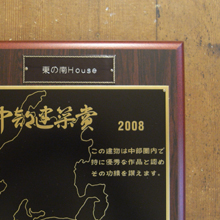 東の南House
中部建築賞
2008
この建物は中部圏内で
特に優秀な作品と認め
その功績を讃えます。